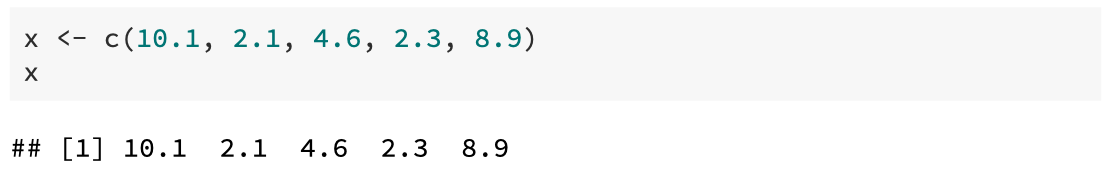 x <- c(10.1, 2.1, 4.6, 2.3, 8.9)
x
## [1] 10.1  2.1  4.6  2.3  8.9